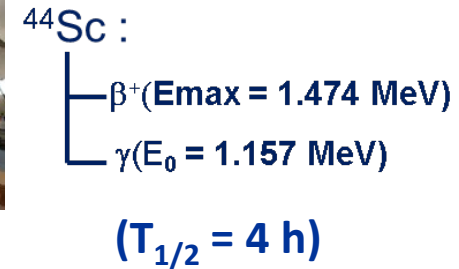 ⁴⁴Sc :
β⁺(Emax = 1.474 MeV)
γ(E₀ = 1.157 MeV)
(T₁/₂ = 4 h)